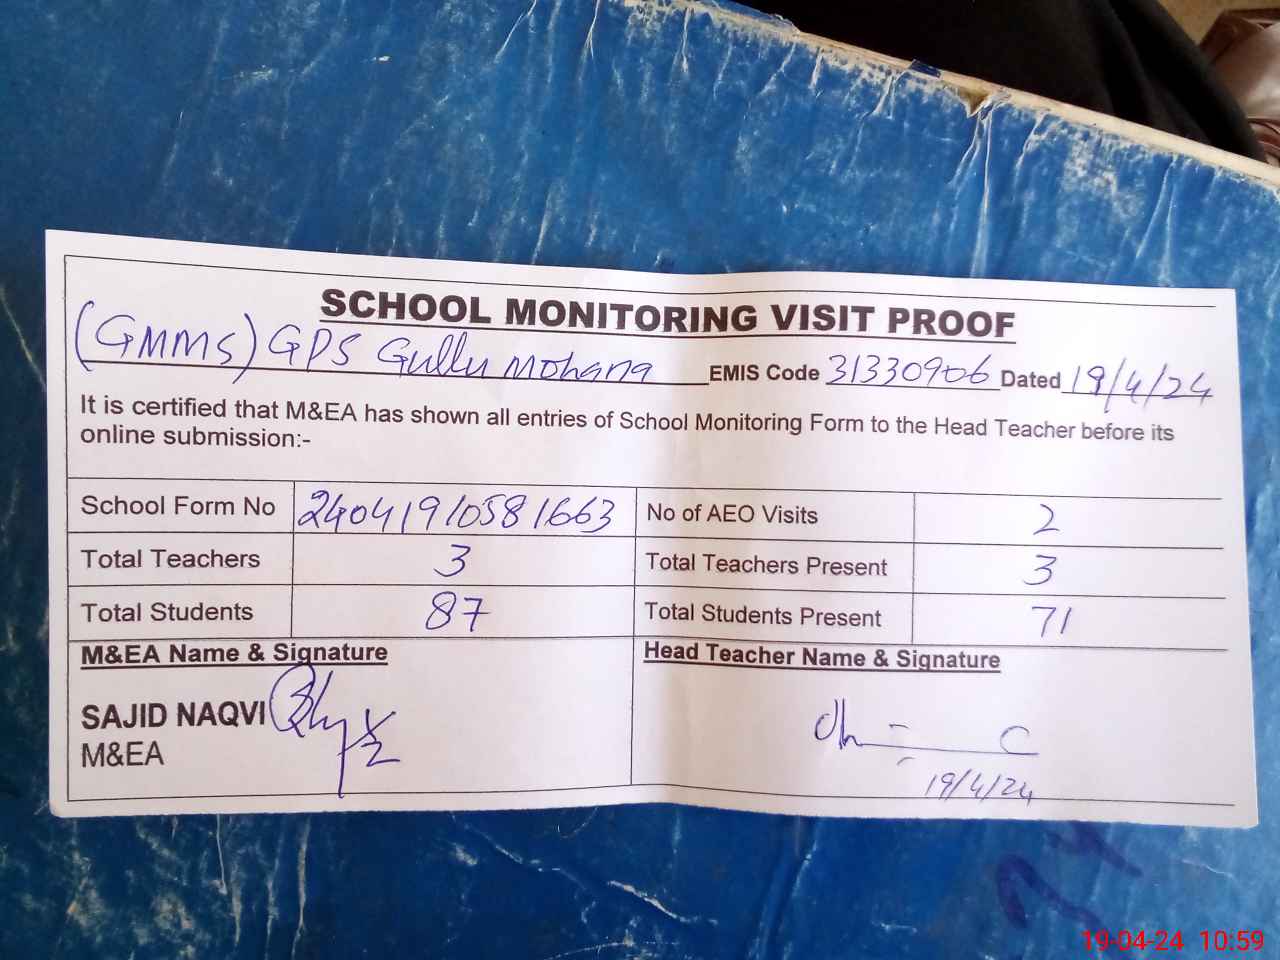 SCHOOL MONITORING VISIT PROOF
(GMMS) GPS Gullu Mohana EMIS Code 31330906 Dated 19/4/24
It is certified that M&EA has shown all entries of School Monitoring Form to the Head Teacher before its
online submission:-
School Form No 24041910581663 No of AEO Visits 2
Total Teachers 3 Total Teachers Present 3
Total Students 87 Total Students Present 71
M&EA Name & Signature Head Teacher Name & Signature
SAJID NAQVI
M&EA
19/4/24
19-04-24 10:59